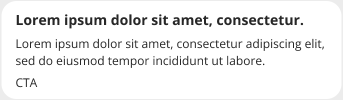 Lorem ipsum dolor sit amet, consectetur.
Lorem ipsum dolor sit amet, consectetur adipiscing elit,
sed do eiusmod tempor incididunt ut labore.
CTA